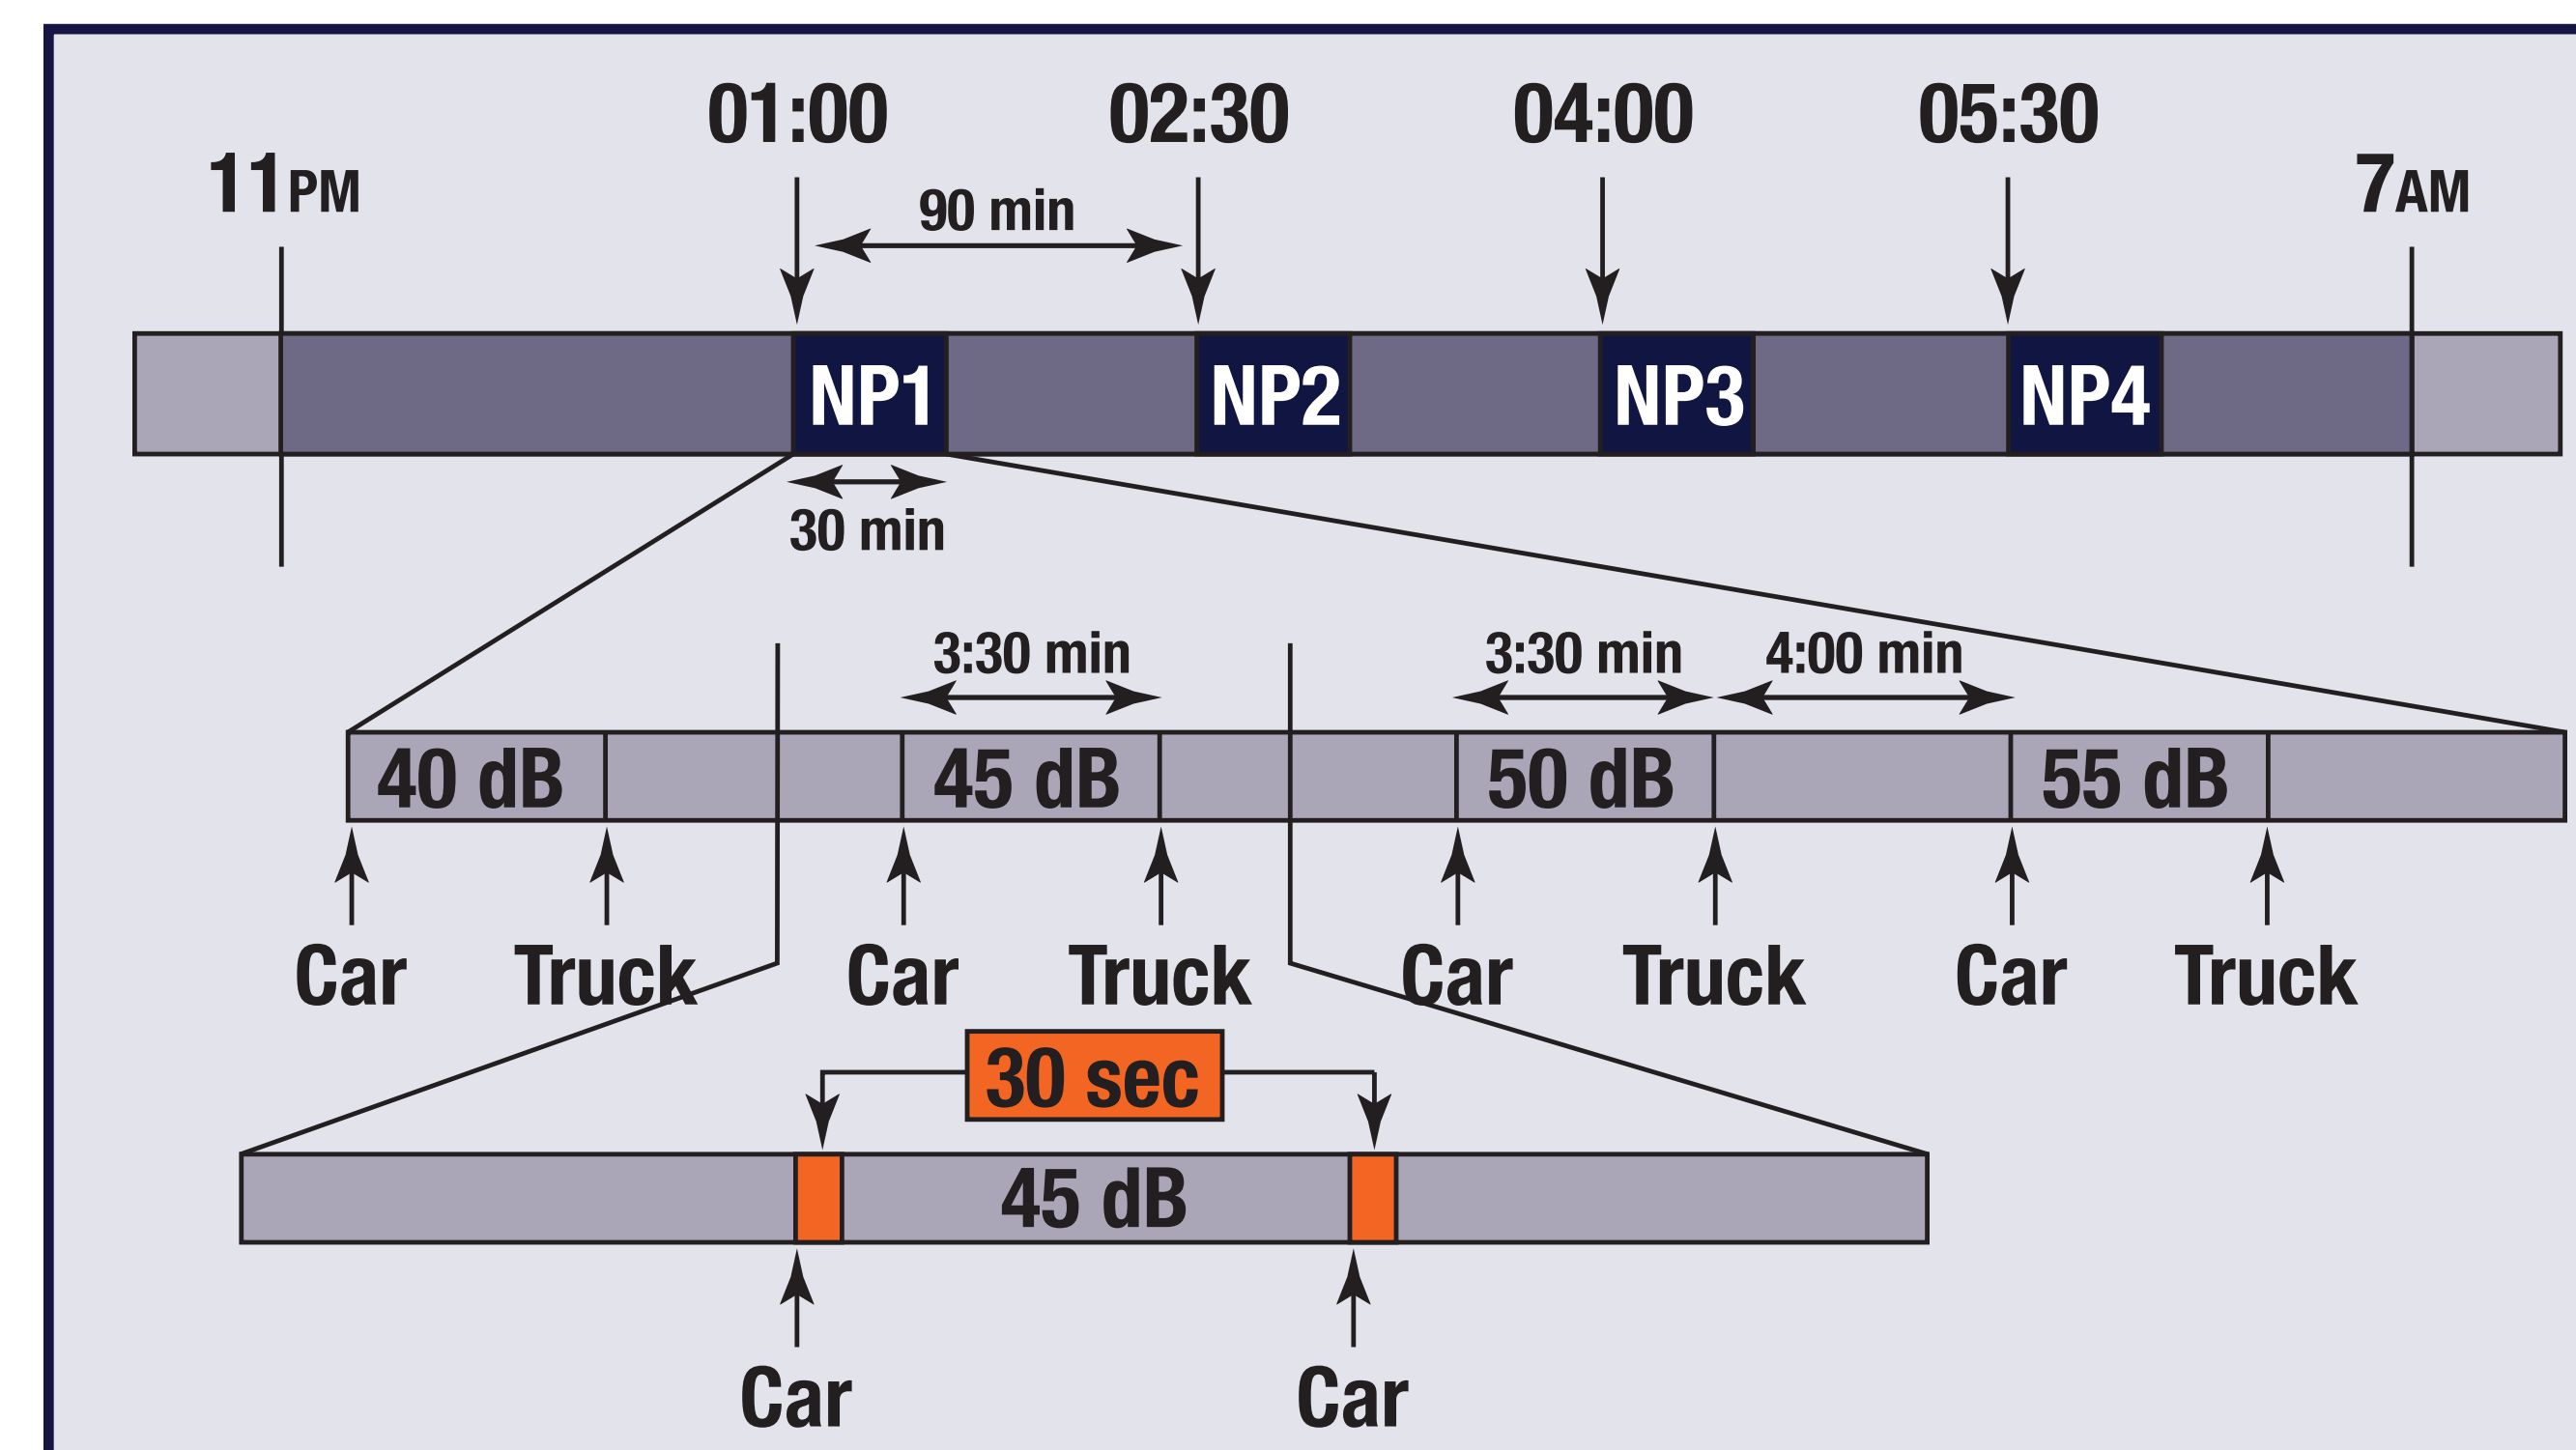 01:00 02:30 04:00 05:30
11PM 7AM
90 min
NP1 NP2 NP3 NP4
30 min
3:30 min 3:30 min 4:00 min
40 dB 45 dB 50 dB 55 dB
Car Truck Car Truck Car Truck Car Truck
30 sec
45 dB
Car Car